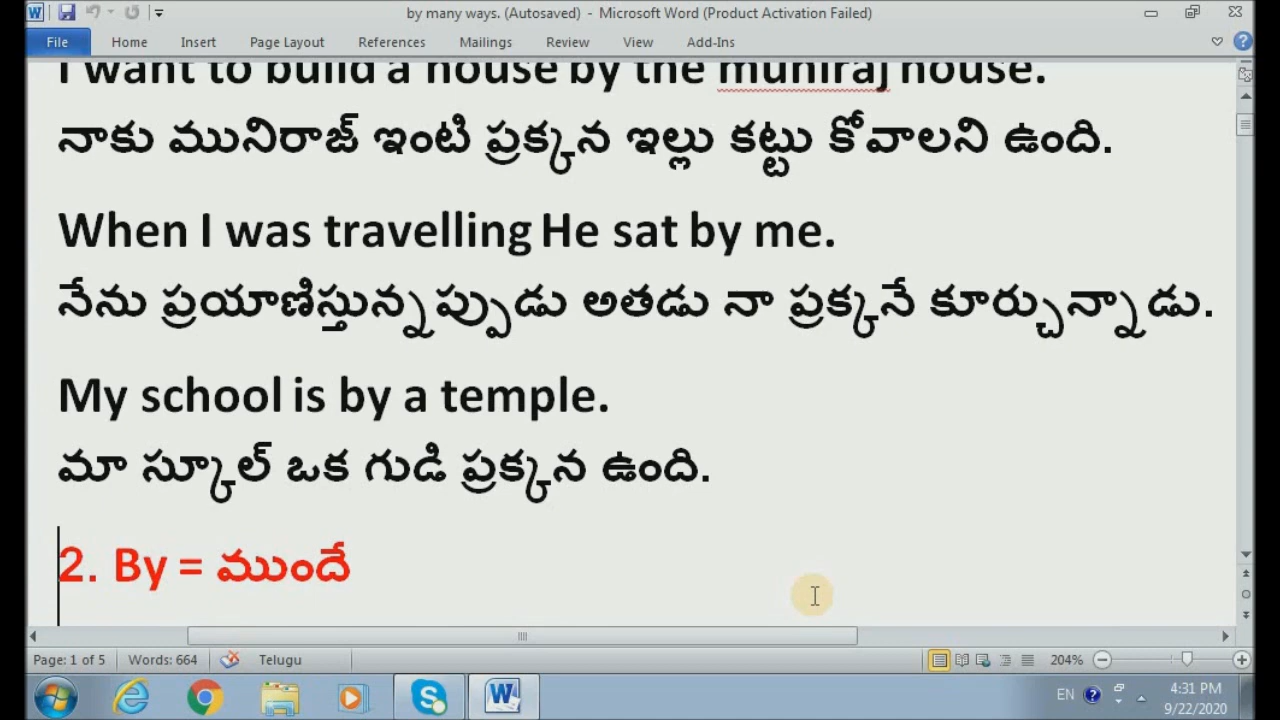 by many ways. (Autosaved) - Microsoft Word (Product Activation Failed)
File Home Insert Page Layout References Mailings Review View Add-Ins
I want to build a house by the muniraj house.
నాకు మునిరాజ్ ఇంటి ప్రక్కన ఇల్లు కట్టు కోవాలని ఉంది.
When I was travelling He sat by me.
నేను ప్రయాణిస్తున్నప్పుడు అతడు నా ప్రక్కనే కూర్చున్నాడు.
My school is by a temple.
మా స్కూల్ ఒక గుడి ప్రక్కన ఉంది.
2. By = ముందే
Page: 1 of 5 Words: 664 Telugu 204%
EN 4:31 PM
9/22/2020